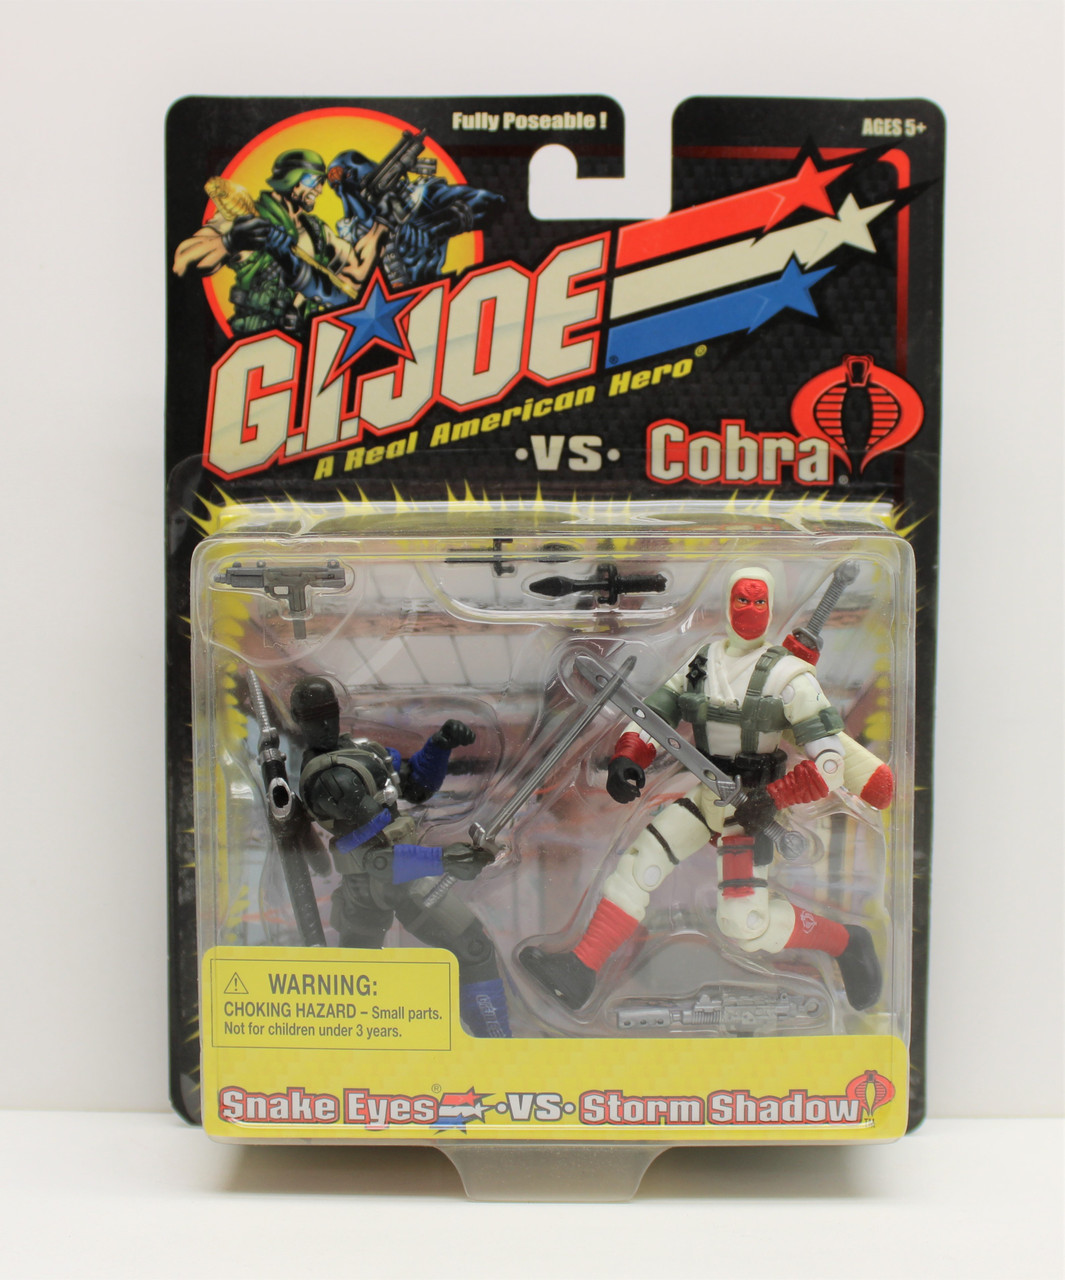 Fully Poseable !
AGES 5+
G.I.JOE
A Real American Hero®
·VS· Cobra
⚠ WARNING:
CHOKING HAZARD – Small parts.
Not for children under 3 years.
Snake Eyes® ·VS· Storm Shadow ™